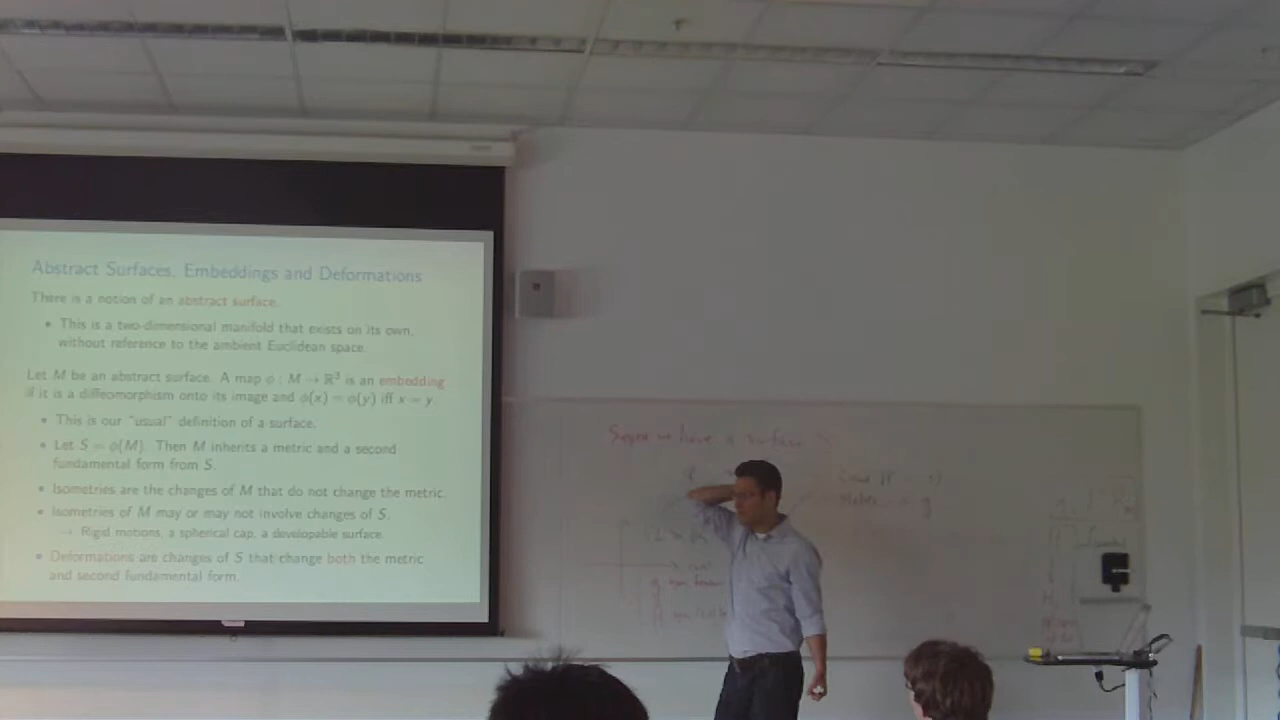 Abstract Surfaces, Embeddings and Deformations
There is a notion of an abstract surface.
• This is a two-dimensional manifold that exists on its own,
without reference to the ambient Euclidean space.
Let M be an abstract surface. A map ϕ : M → ℝ³ is an embedding
if it is a diffeomorphism onto its image and ϕ(x) = ϕ(y) iff x = y.
• This is our "usual" definition of a surface.
• Let S = ϕ(M). Then M inherits a metric and a second
fundamental form from S.
• Isometries are the changes of M that do not change the metric.
• Isometries of M may or may not involve changes of S.
→ Rigid motions, a spherical cap, a developable surface.
• Deformations are changes of S that change both the metric
and second fundamental form.
we have a surface